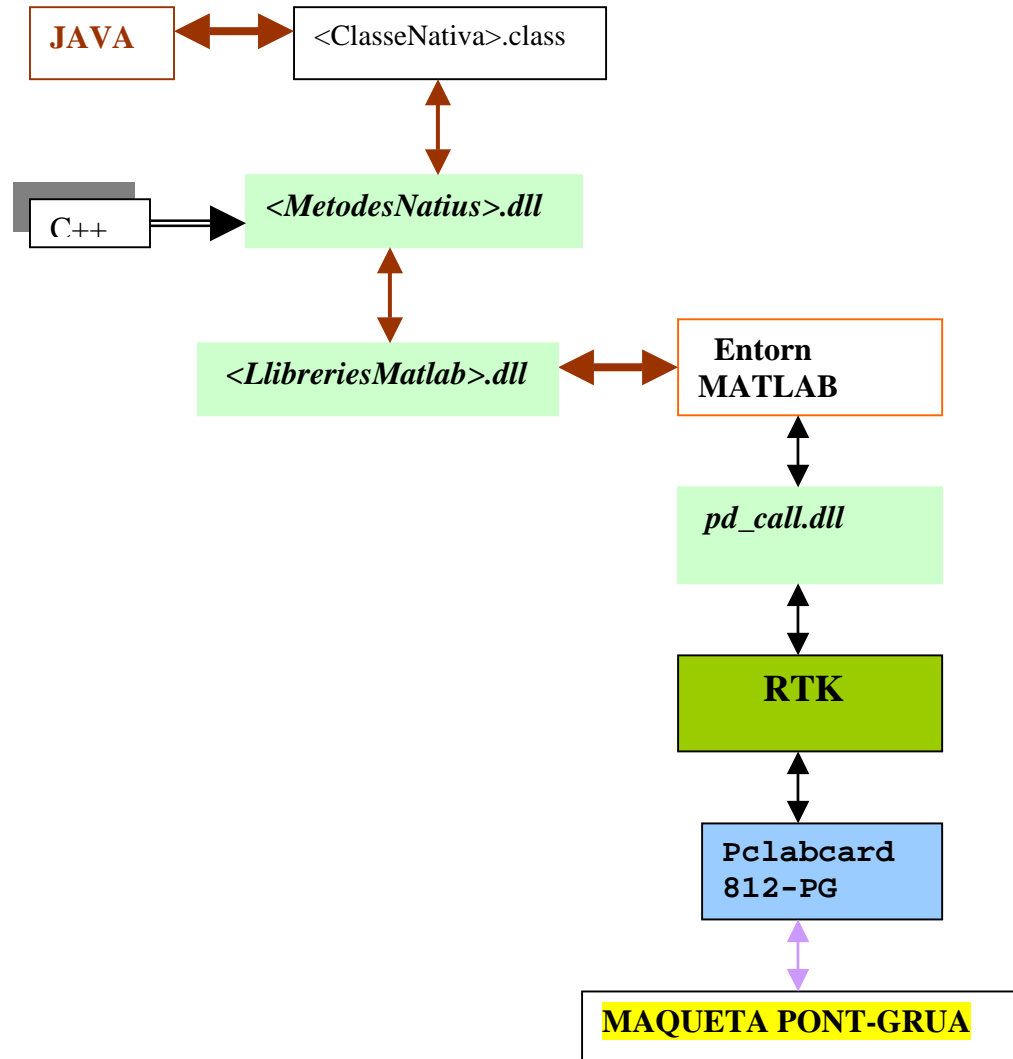 JAVA
<ClasseNativa>.class
<MetodesNatius>.dll
C++
<LlibreriesMatlab>.dll
Entorn
MATLAB
pd_call.dll
RTK
Pclabcard
812-PG
MAQUETA PONT-GRUA